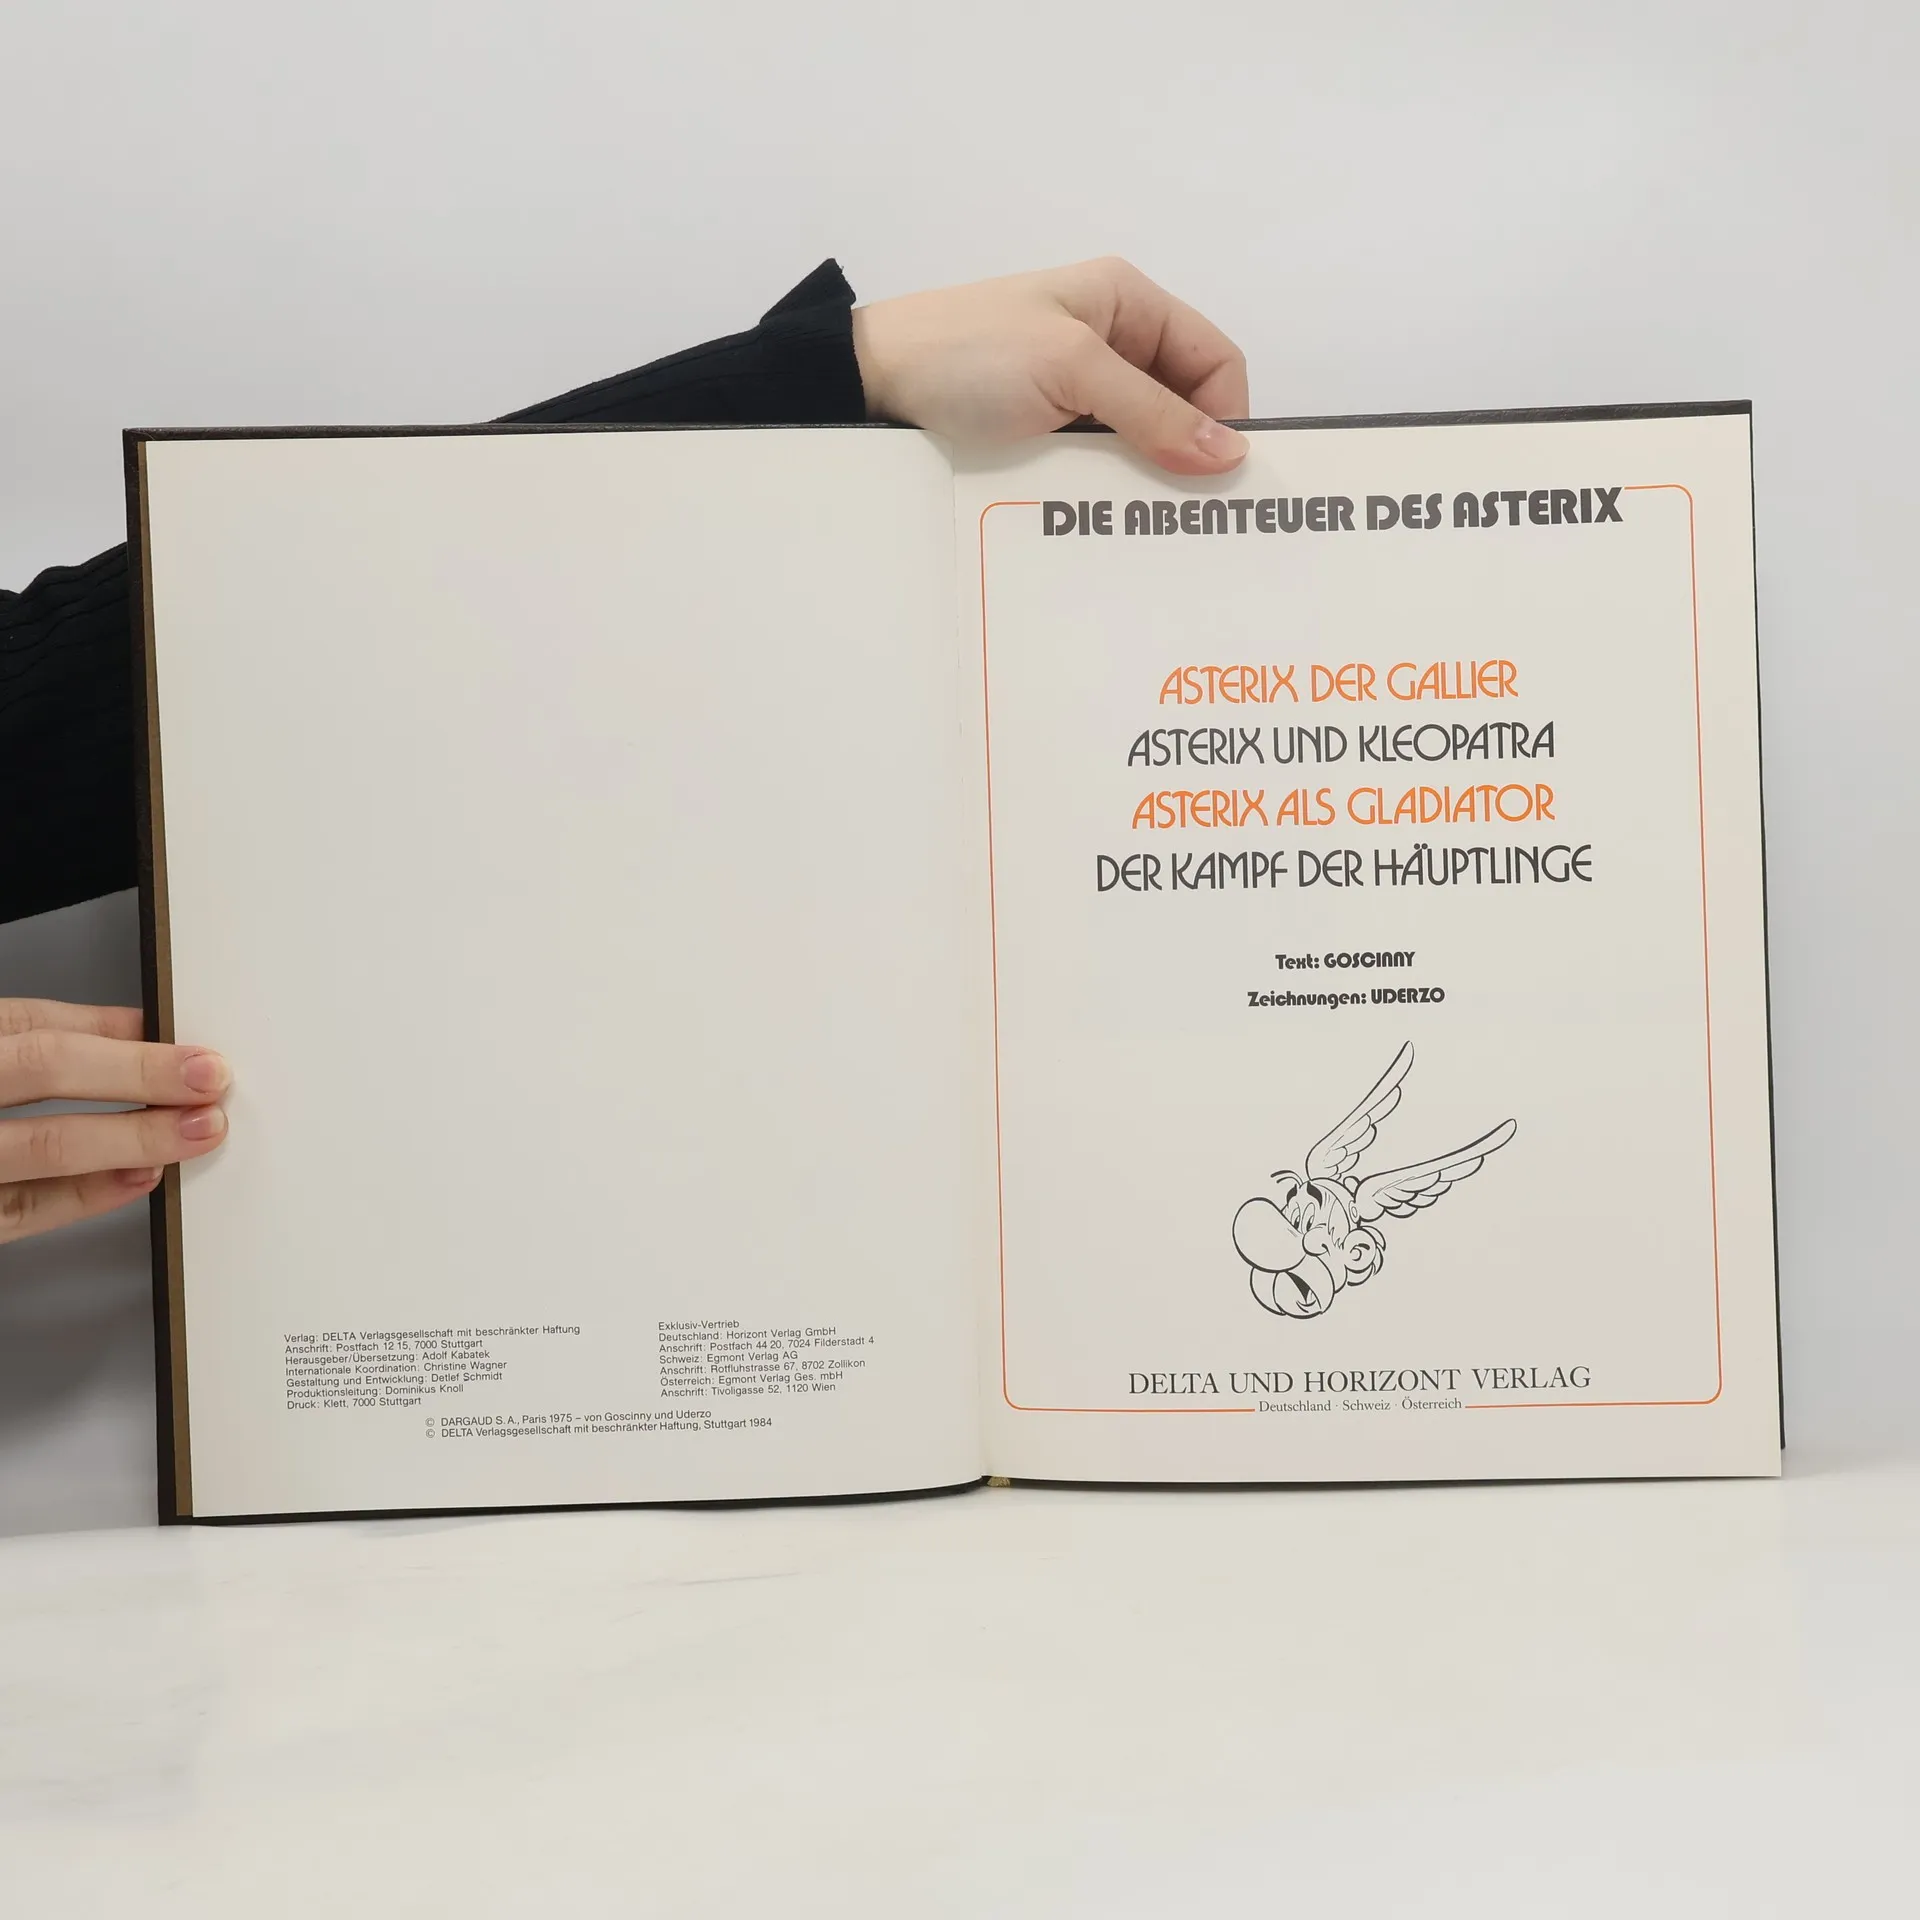 Verlag: DELTA Verlagsgesellschaft mit beschränkter Haftung
Anschrift: Postfach 12 15, 7000 Stuttgart
Herausgeber/Übersetzung: Adolf Kabatek
Internationale Koordination: Christine Wagner
Gestaltung und Entwicklung: Detlef Schmidt
Produktionsleitung: Dominikus Knoll
Druck: Klett, 7000 Stuttgart
Exklusiv-Vertrieb
Deutschland: Horizont Verlag GmbH
Anschrift: Postfach 44 20, 7024 Filderstadt 4
Schweiz: Egmont Verlag AG
Anschrift: Rotfluhstrasse 67, 8702 Zollikon
Österreich: Egmont Verlag Ges. mbH
Anschrift: Tivoligasse 52, 1120 Wien
© DARGAUD S. A., Paris 1975 – von Goscinny und Uderzo
© DELTA Verlagsgesellschaft mit beschränkter Haftung, Stuttgart 1984
DIE ABENTEUER DES ASTERIX
ASTERIX DER GALLIER
ASTERIX UND KLEOPATRA
ASTERIX ALS GLADIATOR
DER KAMPF DER HÄUPTLINGE
Text: GOSCINNY
Zeichnungen: UDERZO
DELTA UND HORIZONT VERLAG
Deutschland · Schweiz · Österreich